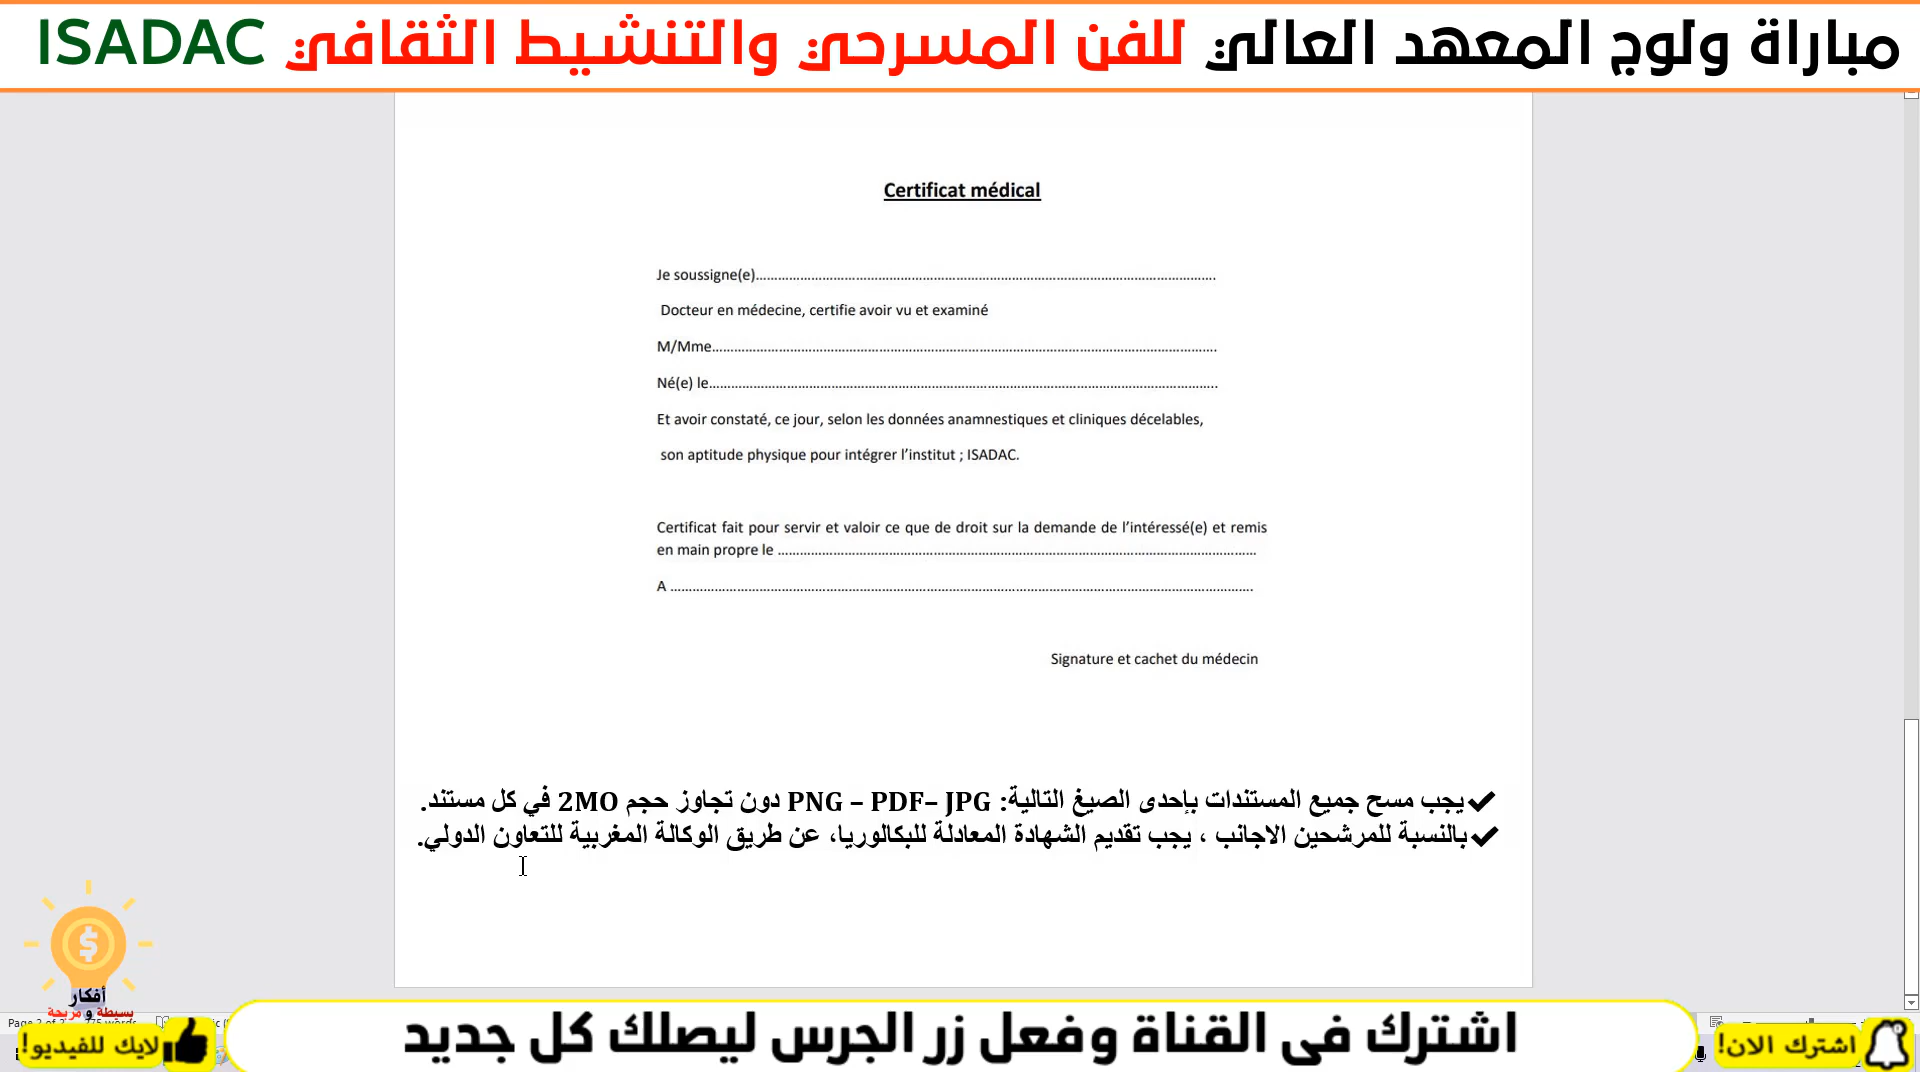 مباراة ولوج المعهد العالي للفن المسرحي والتنشيط الثقافي ISADAC
Certificat médical
Je soussigne(e)...........................................................................................................................
Docteur en médecine, certifie avoir vu et examiné
M/Mme.......................................................................................................................................
Né(e) le........................................................................................................................................
Et avoir constaté, ce jour, selon les données anamnestiques et cliniques décelables,
son aptitude physique pour intégrer l’institut ; ISADAC.
Certificat fait pour servir et valoir ce que de droit sur la demande de l’intéressé(e) et remis
en main propre le ................................................................................................................................
A ............................................................................................................................................................
Signature et cachet du médecin
✔يجب مسح جميع المستندات بإحدى الصيغ التالية: PNG – PDF– JPG دون تجاوز حجم 2MO في كل مستند.
✔بالنسبة للمرشحين الاجانب ، يجب تقديم الشهادة المعادلة للبكالوريا، عن طريق الوكالة المغربية للتعاون الدولي.
أفكار
بسيطة و مربحة
لايك للفيديو!
اشترك فى القناة وفعل زر الجرس ليصلك كل جديد
اشترك الان!